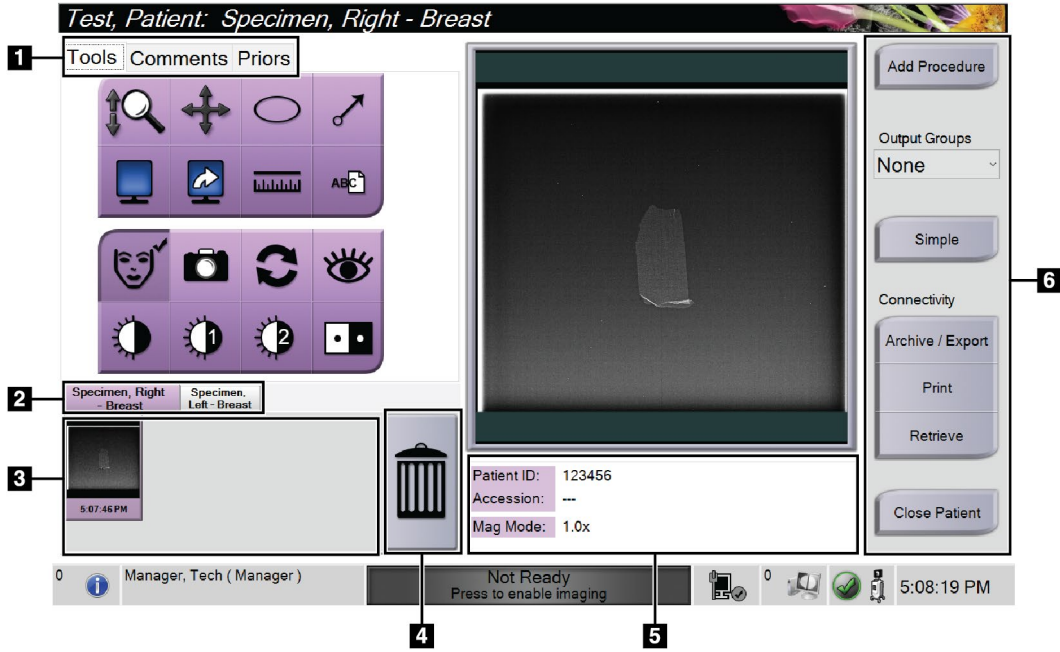 Test, Patient: Specimen, Right - Breast
1
Tools Comments Priors
ABC
1
2
2
Specimen, Right
- Breast
Specimen,
Left - Breast
3
5:07:46 PM
Patient ID: 123456
Accession: ---
Mag Mode: 1.0x
Add Procedure
Output Groups
None
Simple
Connectivity
Archive / Export
Print
Retrieve
Close Patient
6
0
Manager, Tech ( Manager )
Not Ready
Press to enable imaging
0
5:08:19 PM
4
5